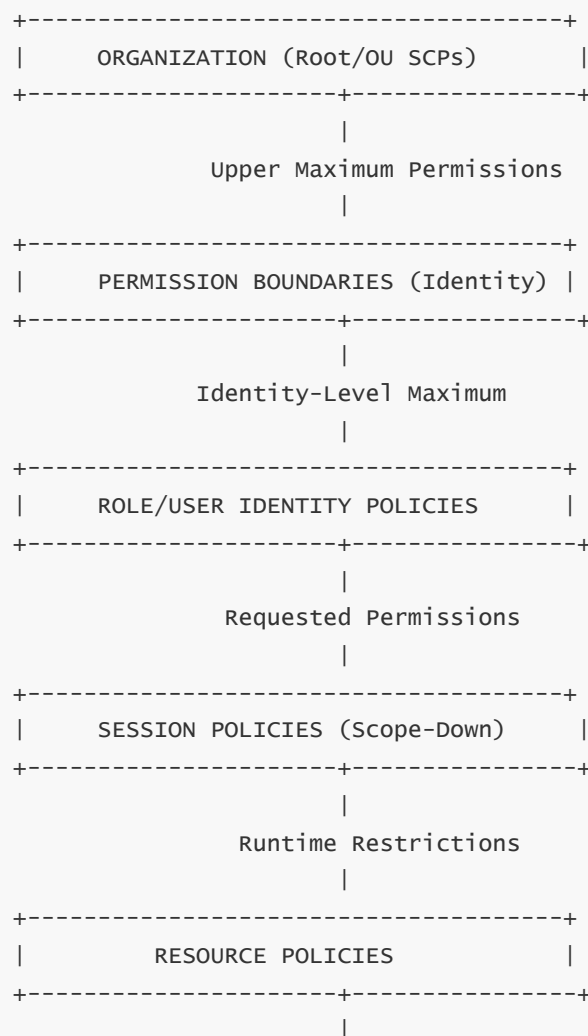 +--------------------------------------+
|      ORGANIZATION (Root/OU SCPs)       |
+----------------------+----------------+
|
Upper Maximum Permissions
|
+--------------------------------------+
|      PERMISSION BOUNDARIES (Identity) |
+----------------------+----------------+
|
Identity-Level Maximum
|
+--------------------------------------+
|      ROLE/USER IDENTITY POLICIES      |
+----------------------+----------------+
|
Requested Permissions
|
+--------------------------------------+
|      SESSION POLICIES (Scope-Down)     |
+----------------------+----------------+
|
Runtime Restrictions
|
+--------------------------------------+
|          RESOURCE POLICIES            |
+----------------------+----------------+
|